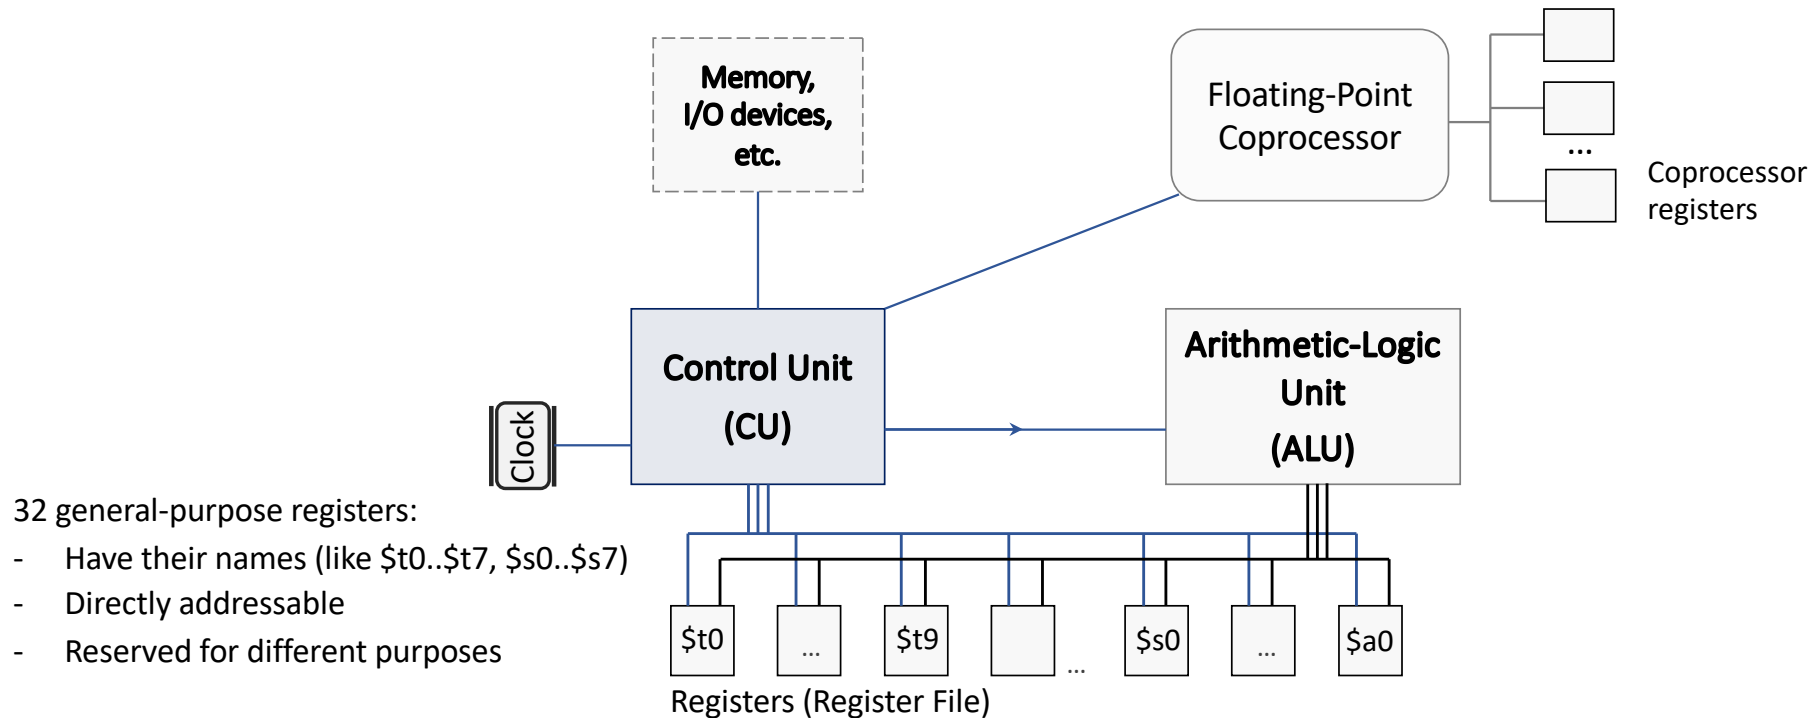 Memory,
I/O devices,
etc.
Floating-Point
Coprocessor
...
Coprocessor
registers
Control Unit
(CU)
Arithmetic-Logic
Unit
(ALU)
Clock
32 general-purpose registers:
- Have their names (like $t0..$t7, $s0..$s7)
- Directly addressable
- Reserved for different purposes
$t0 ... $t9 ... $s0 ... $a0
Registers (Register File)